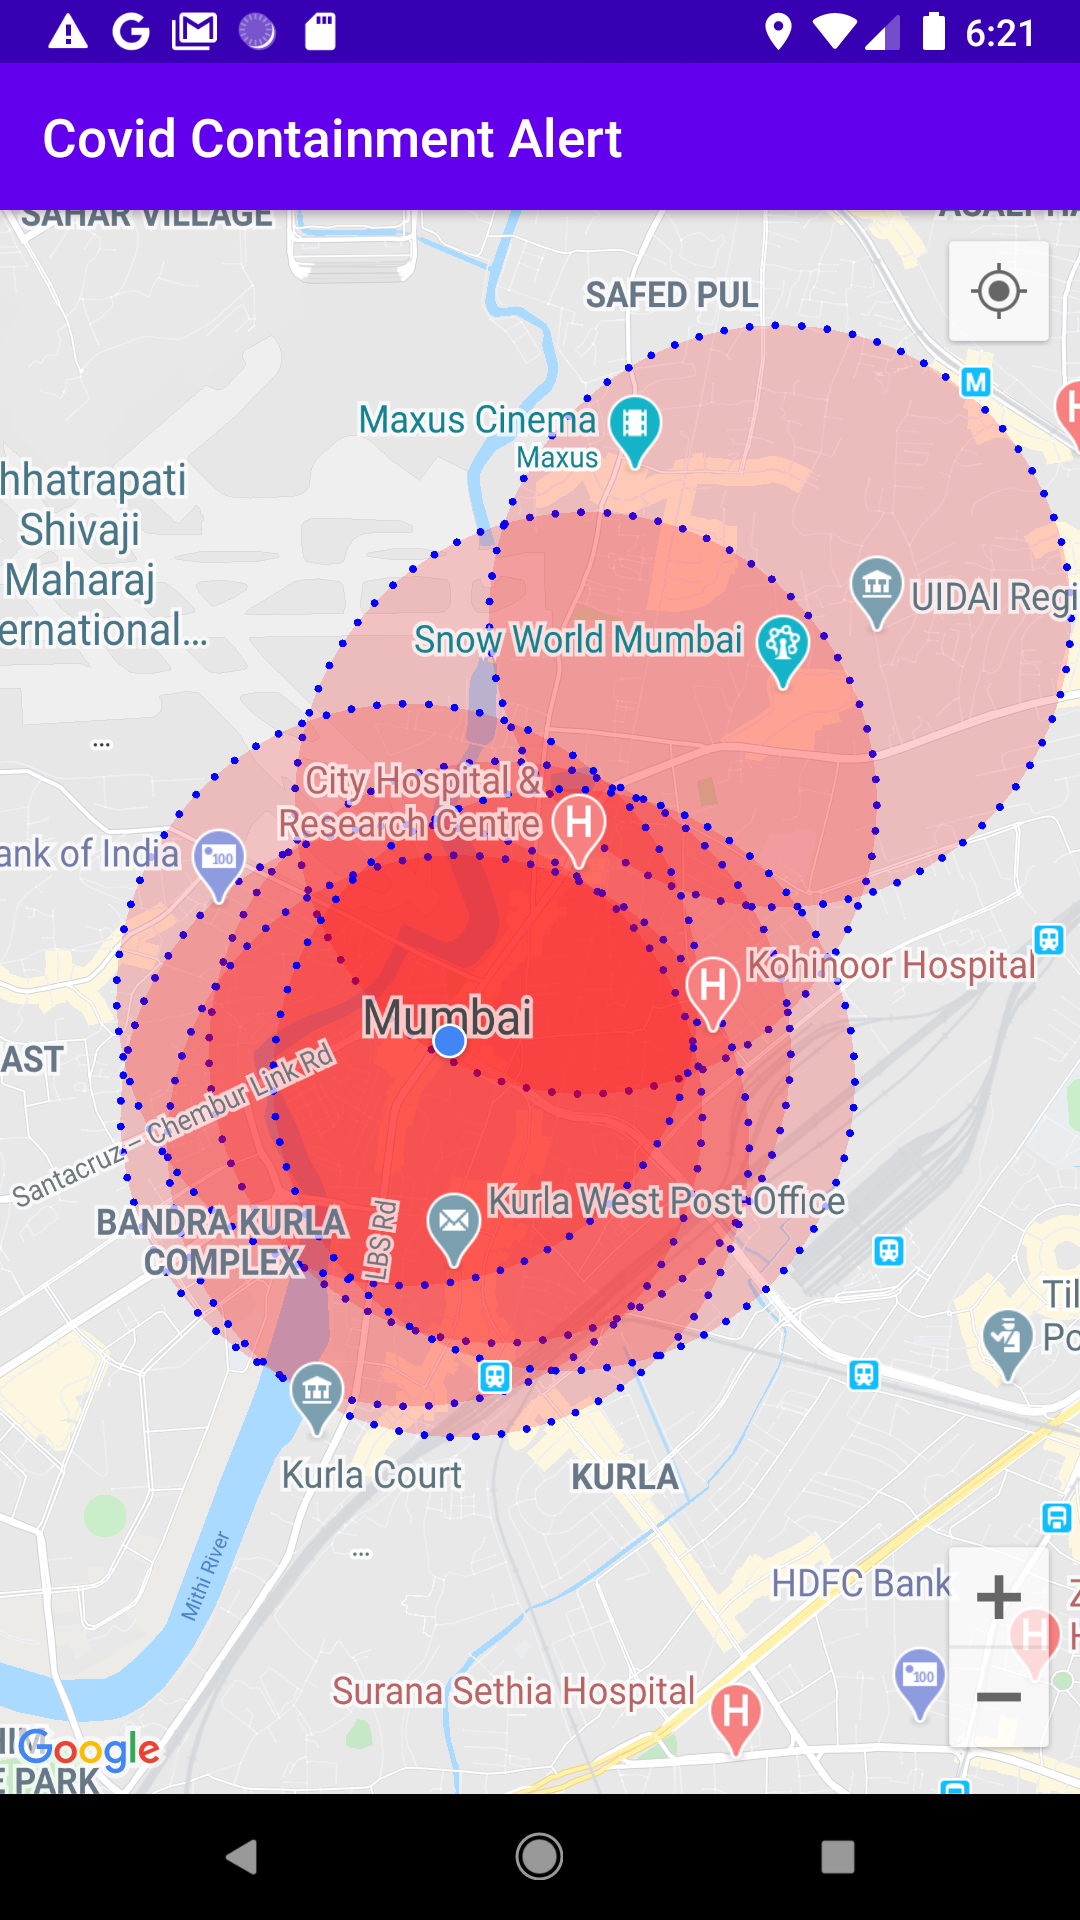 6:21
Covid Containment Alert
SAHAR VILLAGE
SAFED PUL
M
Maxus Cinema
Maxus
hhatrapati
Shivaji
Maharaj
ernational...
UIDAI Regi
Snow World Mumbai
...
City Hospital &
Research Centre
H
ank of India
100
Kohinoor Hospital
H
Mumbai
AST
Santacruz – Chembur Link Rd
Kurla West Post Office
BANDRA KURLA
COMPLEX
LBS Rd
Til
Po
Kurla Court
KURLA
...
Mithi River
HDFC Bank
H
100
Surana Sethia Hospital
H
Google
E PARK